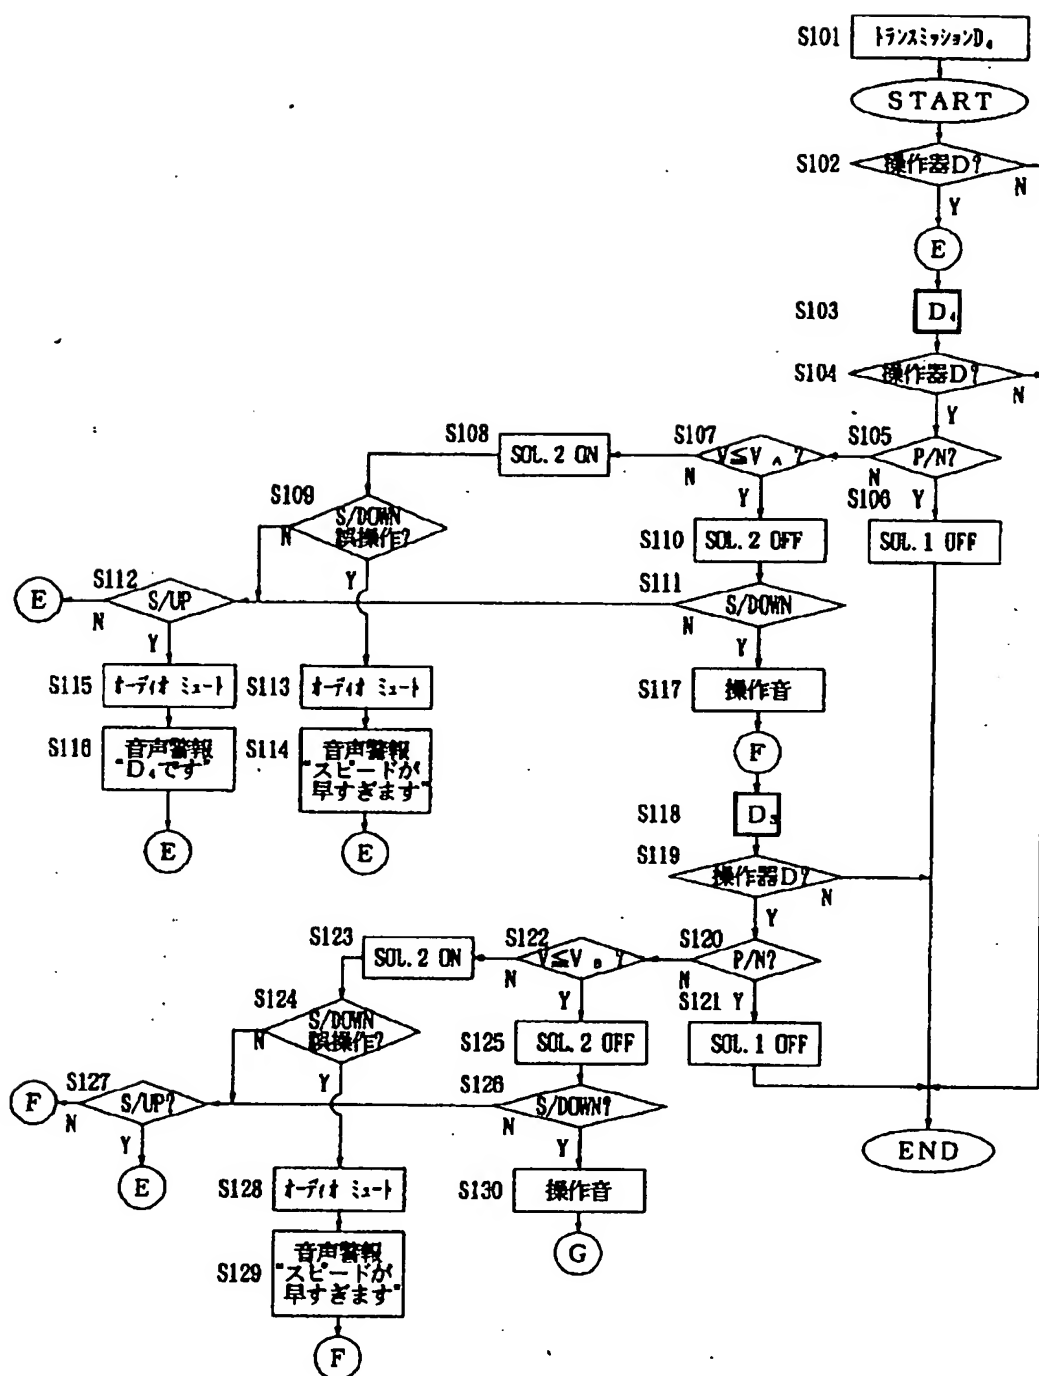 S101
トランスミッションD₄
START
S102
操作器D?
N
Y
E
S103
D₄
S104
操作器D?
N
Y
S105
P/N?
N
Y
S106
SOL.1 OFF
S107
V≦V A ?
N
Y
S108
SOL.2 ON
S109
S/DOWN
誤操作?
N
Y
S110
SOL.2 OFF
S111
S/DOWN
N
Y
S112
S/UP
N
Y
E
S115
オーディオ ミュート
S116
音声警報
"D₄です"
E
S113
オーディオ ミュート
S114
音声警報
"スピードが
早すぎます"
E
S117
操作音
F
S118
D₃
S119
操作器D?
N
Y
S120
P/N?
N
Y
S121
SOL.1 OFF
S122
V≦V B ?
N
Y
S123
SOL.2 ON
S124
S/DOWN
誤操作?
N
Y
S125
SOL.2 OFF
S126
S/DOWN?
N
Y
S127
S/UP?
N
Y
F
E
S128
オーディオ ミュート
S129
音声警報
"スピードが
早すぎます"
F
S130
操作音
G
END